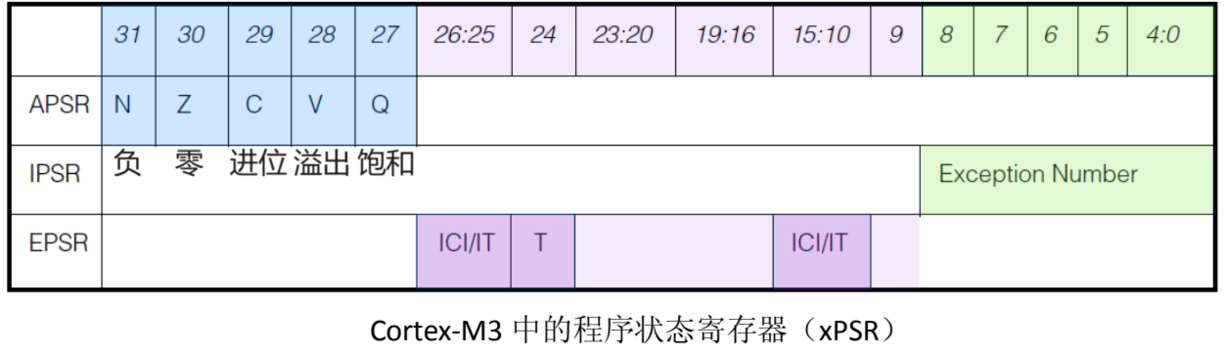 31 30 29 28 27 26:25 24 23:20 19:16 15:10 9 8 7 6 5 4:0
APSR N Z C V Q
负 零 进位 溢出 饱和
IPSR Exception Number
EPSR ICI/IT T ICI/IT
Cortex-M3 中的程序状态寄存器（xPSR）